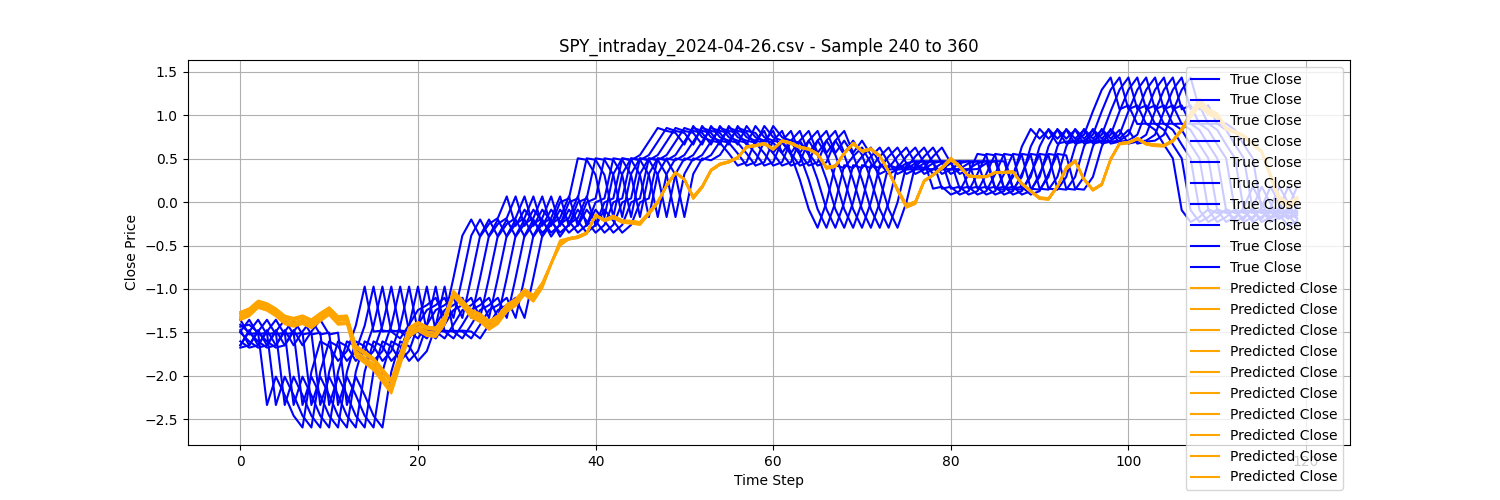 SPY_intraday_2024-04-26.csv - Sample 240 to 360
Close Price
1.5
1.0
0.5
0.0
−0.5
−1.0
−1.5
−2.0
−2.5
0 20 40 60 80 100 120
Time Step
True Close
True Close
True Close
True Close
True Close
True Close
True Close
True Close
True Close
True Close
Predicted Close
Predicted Close
Predicted Close
Predicted Close
Predicted Close
Predicted Close
Predicted Close
Predicted Close
Predicted Close
Predicted Close